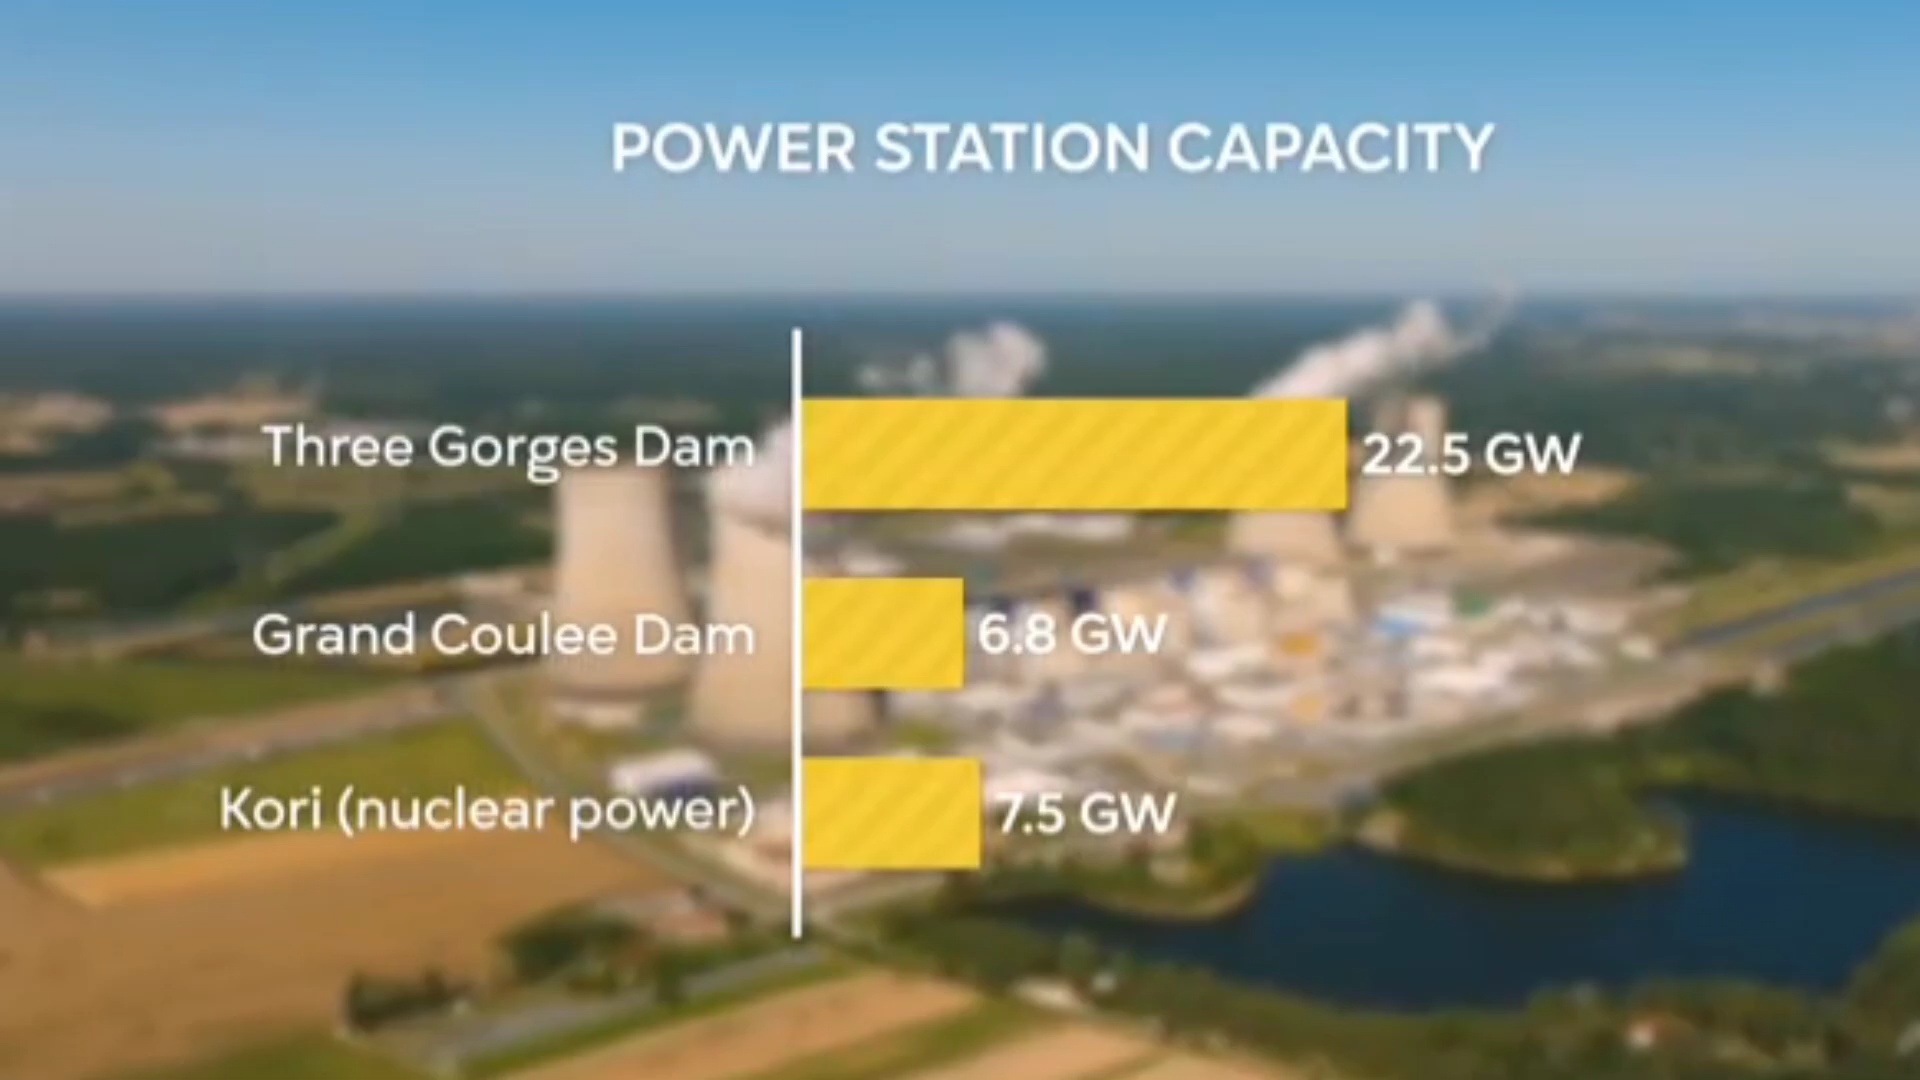 POWER STATION CAPACITY
Three Gorges Dam 22.5 GW
Grand Coulee Dam 6.8 GW
Kori (nuclear power) 7.5 GW